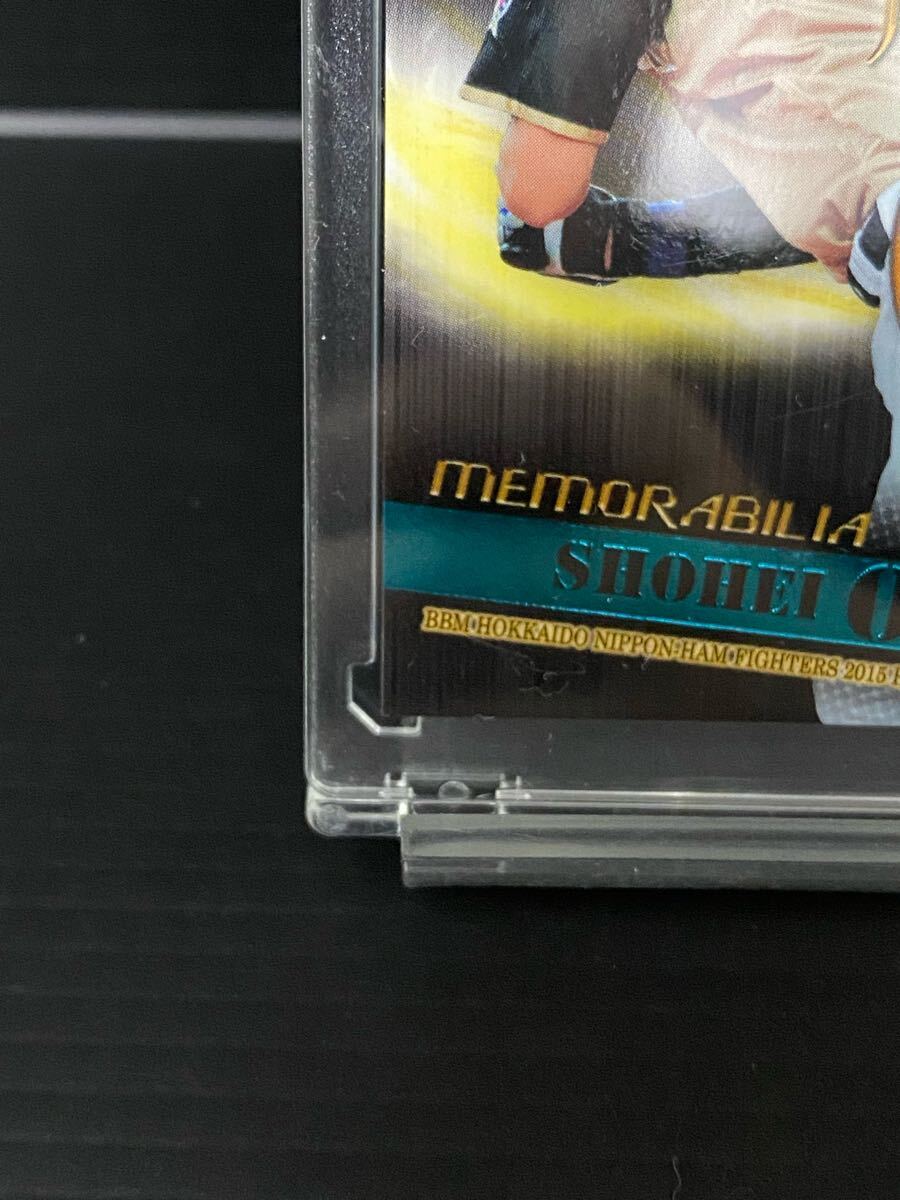 MEMORABILIA
SHOHEI O
BBM HOKKAIDO NIPPON-HAM FIGHTERS 2015